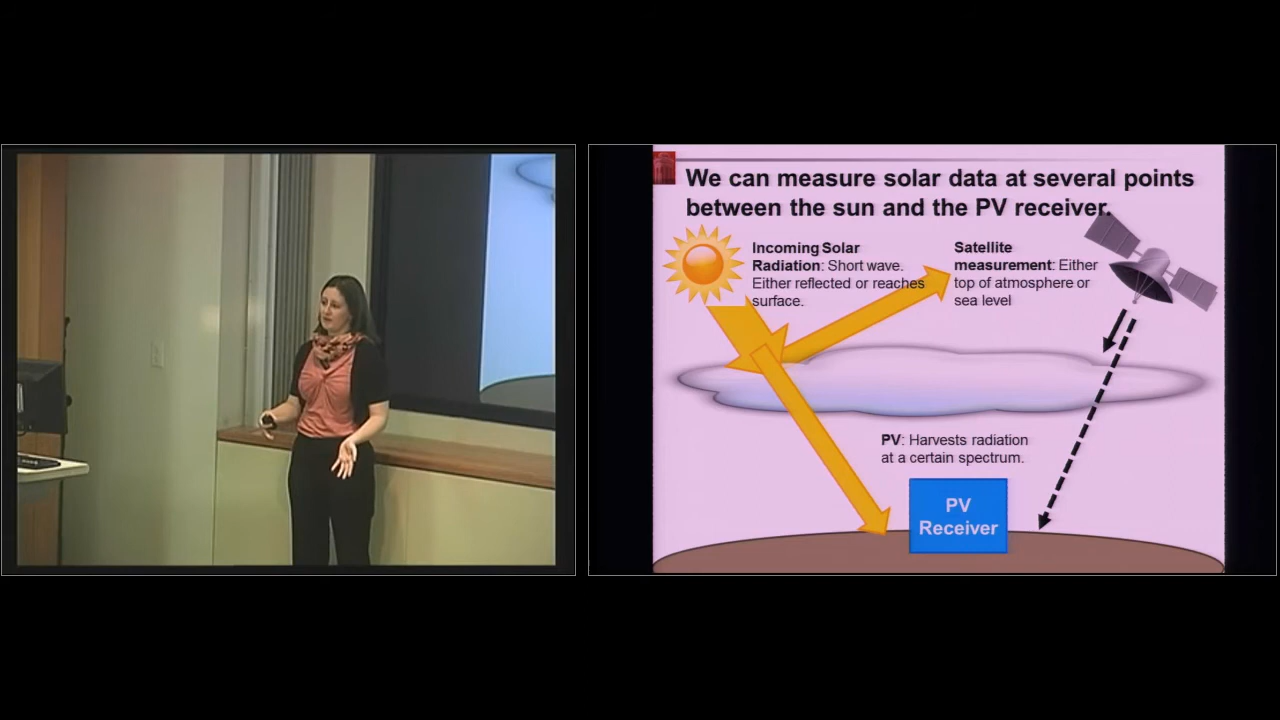 We can measure solar data at several points
between the sun and the PV receiver.
Incoming Solar
Radiation: Short wave.
Either reflected or reaches
surface.
Satellite
measurement: Either
top of atmosphere or
sea level
PV: Harvests radiation
at a certain spectrum.
PV
Receiver